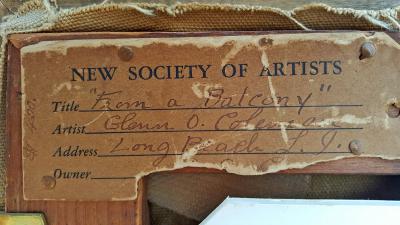 NEW SOCIETY OF ARTISTS
Title "From a Balcony"
Artist Glenn O. Coleman
Address Long Beach L. I.
Owner